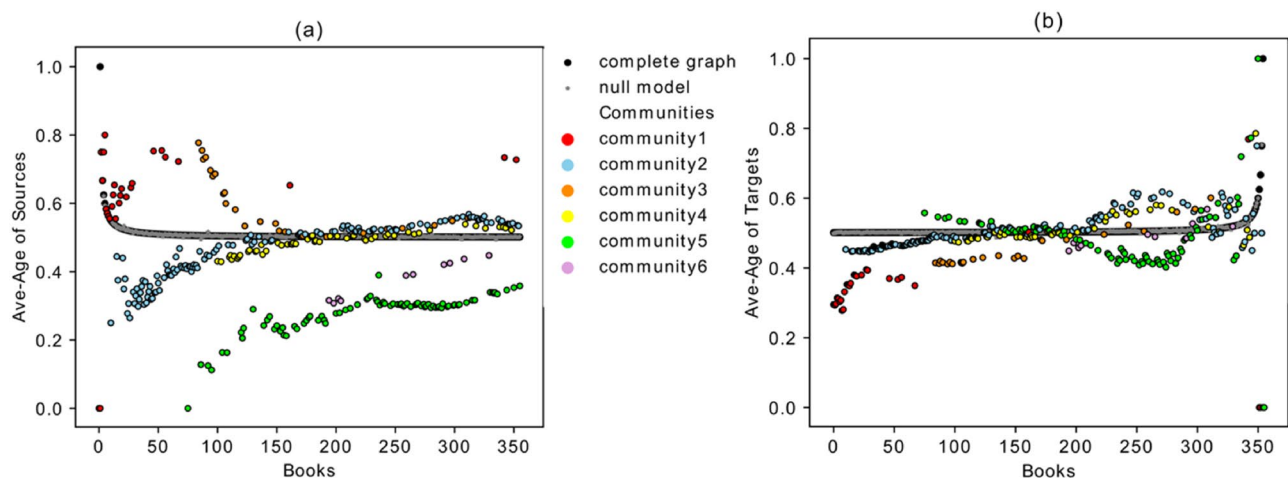 (a)
Ave-Age of Sources
1.0
0.8
0.6
0.4
0.2
0.0
0 50 100 150 200 250 300 350
Books
complete graph
null model
Communities
community1
community2
community3
community4
community5
community6
(b)
Ave-Age of Targets
1.0
0.8
0.6
0.4
0.2
0.0
0 50 100 150 200 250 300 350
Books